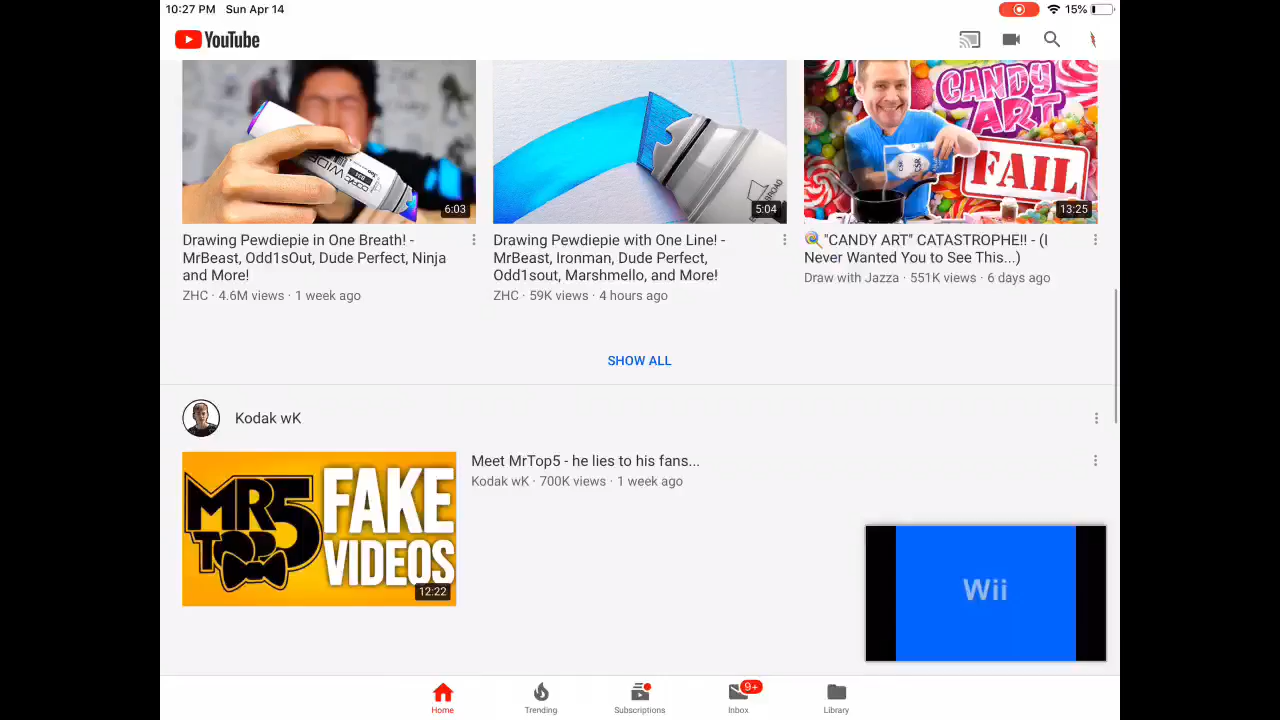 10:27 PM Sun Apr 14
15%
YouTube
CANDY
ART
FAIL
6:03
5:04
13:25
Drawing Pewdiepie in One Breath! -
MrBeast, Odd1sOut, Dude Perfect, Ninja
and More!
ZHC · 4.6M views · 1 week ago
Drawing Pewdiepie with One Line! -
MrBeast, Ironman, Dude Perfect,
Odd1sout, Marshmello, and More!
ZHC · 59K views · 4 hours ago
"CANDY ART" CATASTROPHE!! - (I
Never Wanted You to See This...)
Draw with Jazza · 551K views · 6 days ago
SHOW ALL
Kodak wK
MR5
TOP
FAKE
VIDEOS
12:22
Meet MrTop5 - he lies to his fans...
Kodak wK · 700K views · 1 week ago
Wii
9+
Home
Trending
Subscriptions
Inbox
Library